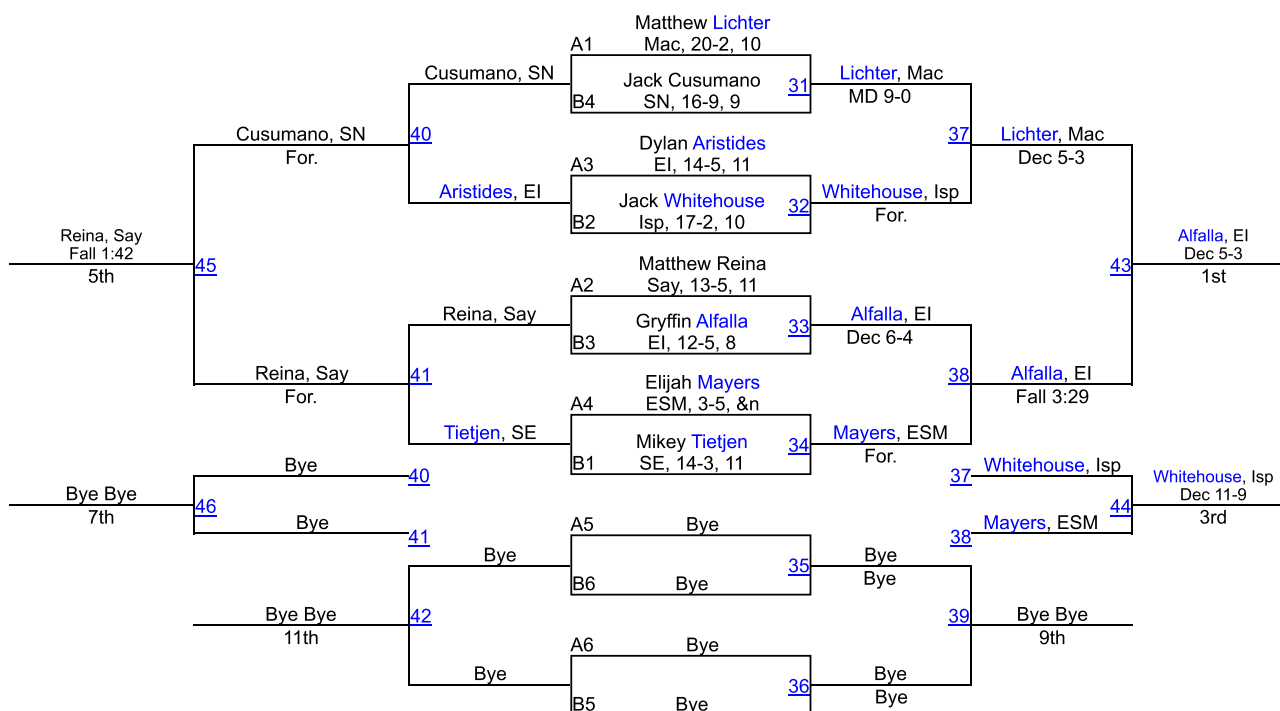 Matthew Lichter
A1
Mac, 20-2, 10
Cusumano, SN
Jack Cusumano
31
Lichter, Mac
B4
SN, 16-9, 9
MD 9-0
Cusumano, SN
40
For.
Dylan Aristides
37
Lichter, Mac
A3
EI, 14-5, 11
Dec 5-3
Aristides, EI
Jack Whitehouse
32
Whitehouse, Isp
B2
Isp, 17-2, 10
For.
Reina, Say
Fall 1:42
45
5th
Matthew Reina
43
Alfalla, EI
Dec 5-3
1st
A2
Say, 13-5, 11
Reina, Say
Gryffin Alfalla
33
Alfalla, EI
B3
EI, 12-5, 8
Dec 6-4
Reina, Say
41
For.
Elijah Mayers
38
Alfalla, EI
A4
ESM, 3-5, &n
Fall 3:29
Tietjen, SE
Mikey Tietjen
34
Mayers, ESM
B1
SE, 14-3, 11
For.
Bye
40
37
Whitehouse, Isp
Bye Bye
46
7th
44
Whitehouse, Isp
Dec 11-9
3rd
Bye
41
A5
Bye
38
Mayers, ESM
Bye
35
Bye
B6
Bye
Bye
Bye Bye
42
11th
39
Bye Bye
9th
A6
Bye
Bye
36
Bye
B5
Bye
Bye